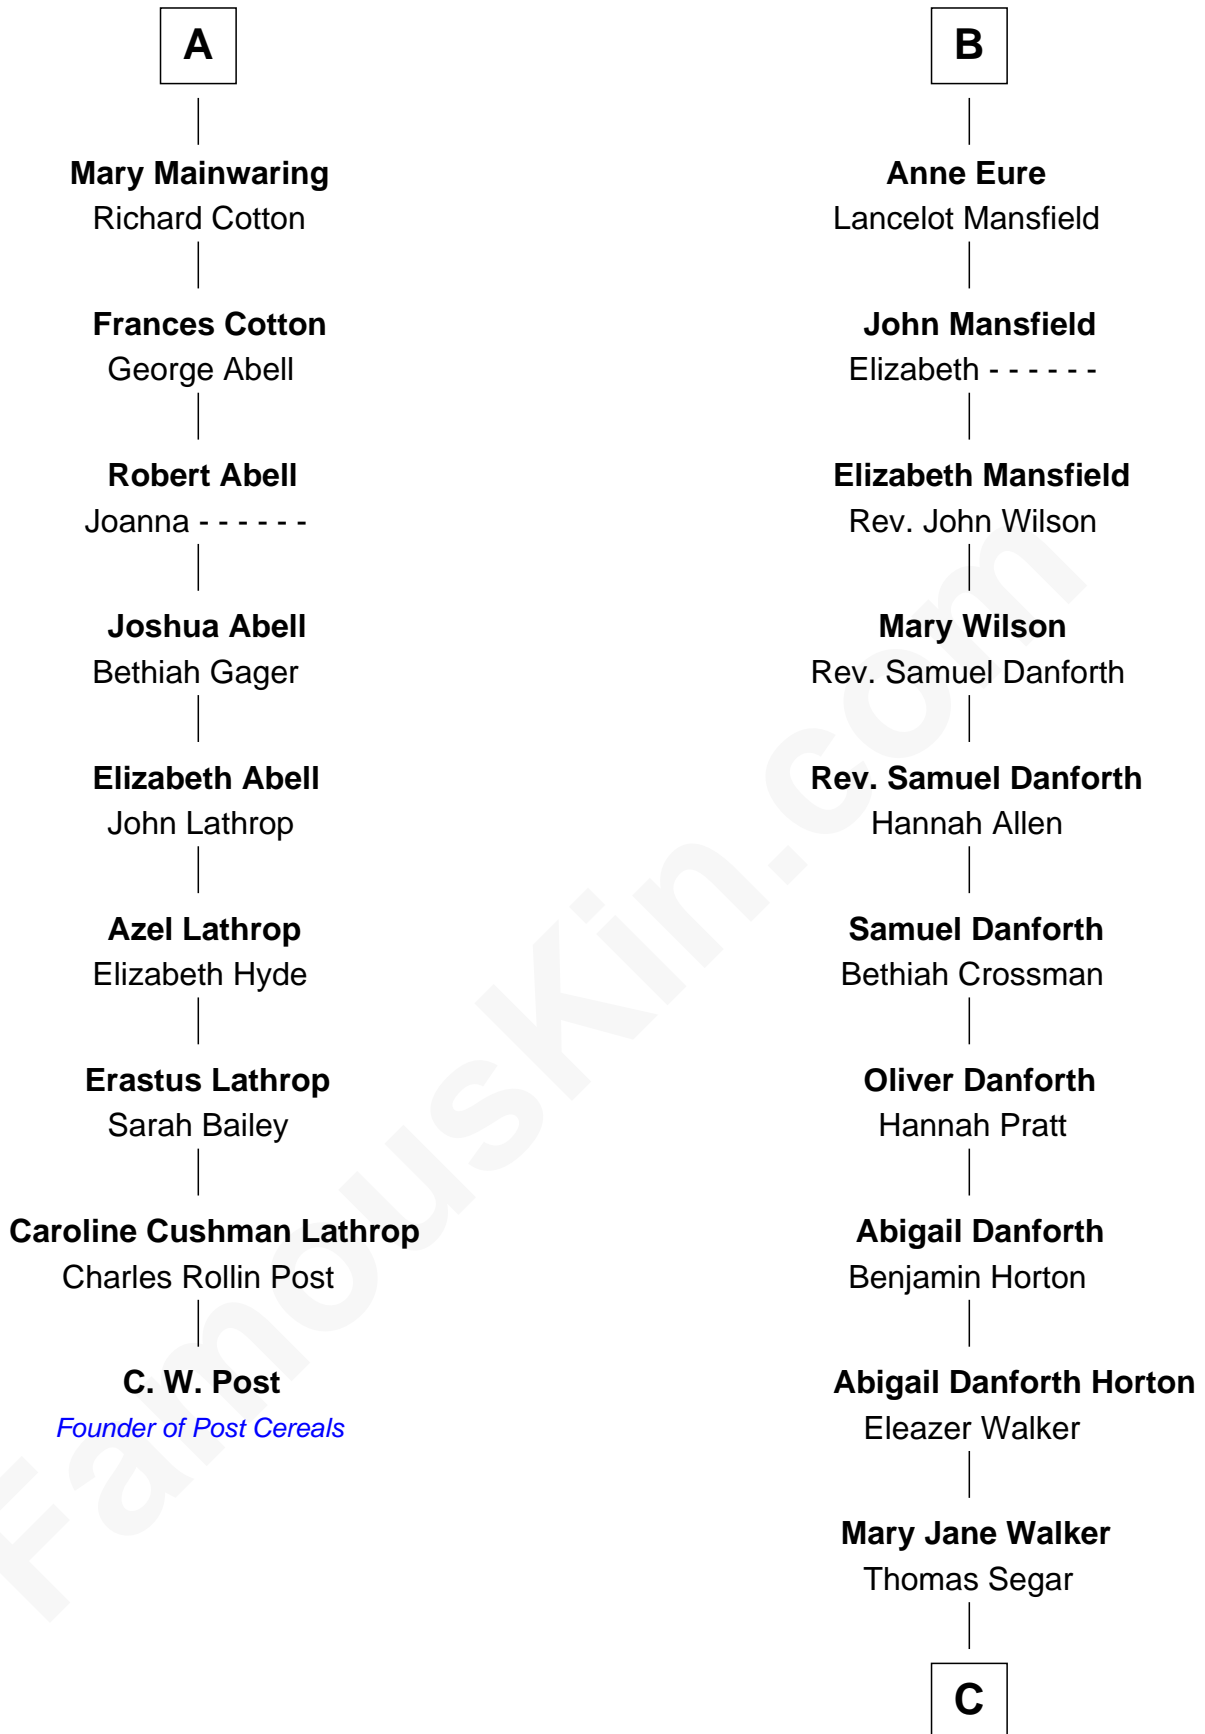 A
Mary Mainwaring
Richard Cotton
Frances Cotton
George Abell
Robert Abell
Joanna - - - - - -
Joshua Abell
Bethiah Gager
Elizabeth Abell
John Lathrop
Azel Lathrop
Elizabeth Hyde
Erastus Lathrop
Sarah Bailey
Caroline Cushman Lathrop
Charles Rollin Post
C. W. Post
Founder of Post Cereals
B
Anne Eure
Lancelot Mansfield
John Mansfield
Elizabeth - - - - - -
Elizabeth Mansfield
Rev. John Wilson
Mary Wilson
Rev. Samuel Danforth
Rev. Samuel Danforth
Hannah Allen
Samuel Danforth
Bethiah Crossman
Oliver Danforth
Hannah Pratt
Abigail Danforth
Benjamin Horton
Abigail Danforth Horton
Eleazer Walker
Mary Jane Walker
Thomas Segar
C
FamousKin.com